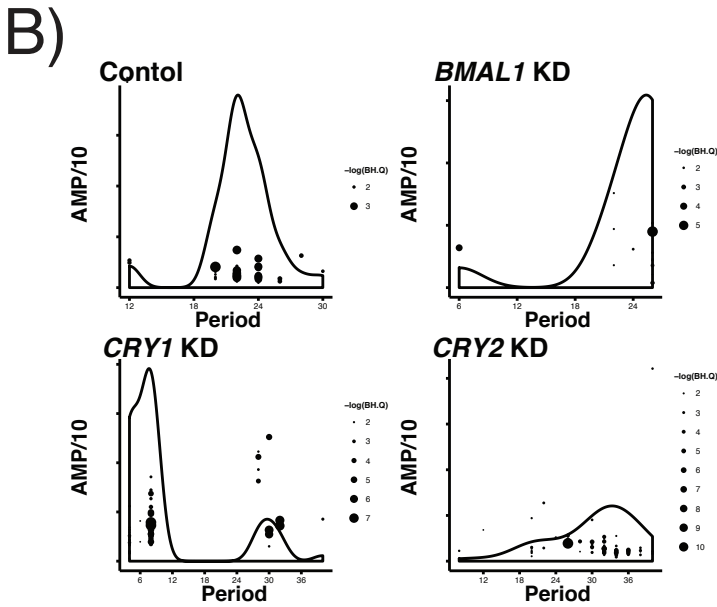 B)
Contol
AMP/10
12
18
24
30
Period
–log(BH.Q)
2
3
BMAL1 KD
AMP/10
6
12
18
24
Period
–log(BH.Q)
2
3
4
5
CRY1 KD
AMP/10
6
12
18
24
30
36
Period
–log(BH.Q)
2
3
4
5
6
7
CRY2 KD
AMP/10
12
18
24
30
36
Period
–log(BH.Q)
2
3
4
5
6
7
8
9
10